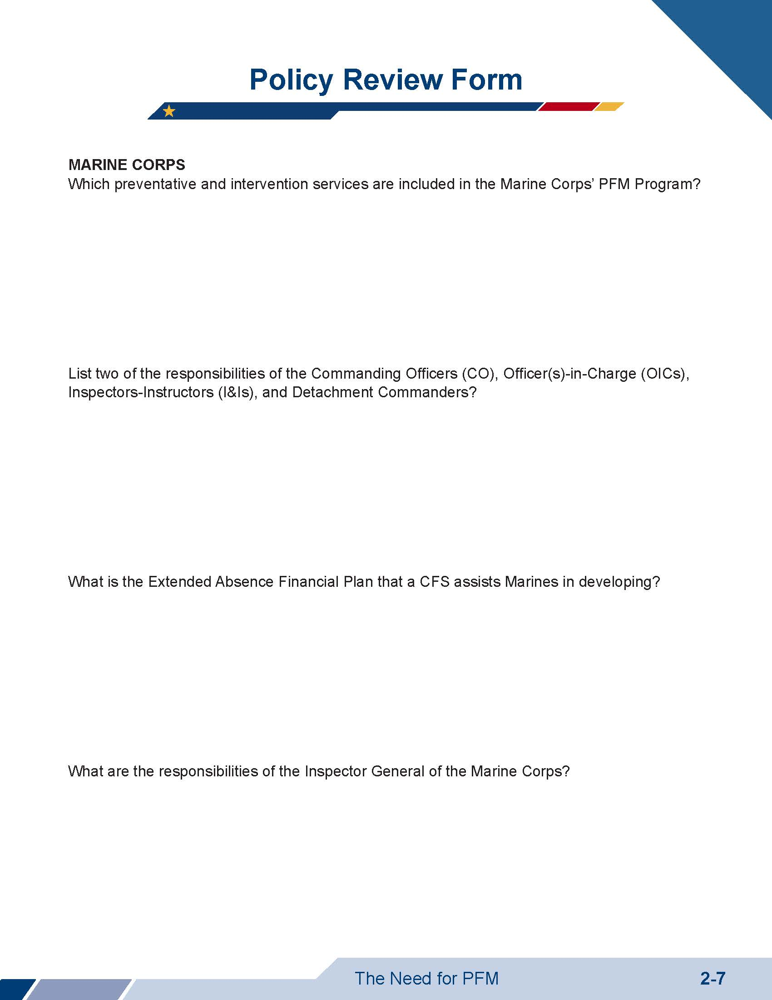 Policy Review Form
MARINE CORPS
Which preventative and intervention services are included in the Marine Corps’ PFM Program?
List two of the responsibilities of the Commanding Officers (CO), Officer(s)-in-Charge (OICs),
Inspectors-Instructors (I&Is), and Detachment Commanders?
What is the Extended Absence Financial Plan that a CFS assists Marines in developing?
What are the responsibilities of the Inspector General of the Marine Corps?
The Need for PFM
2-7